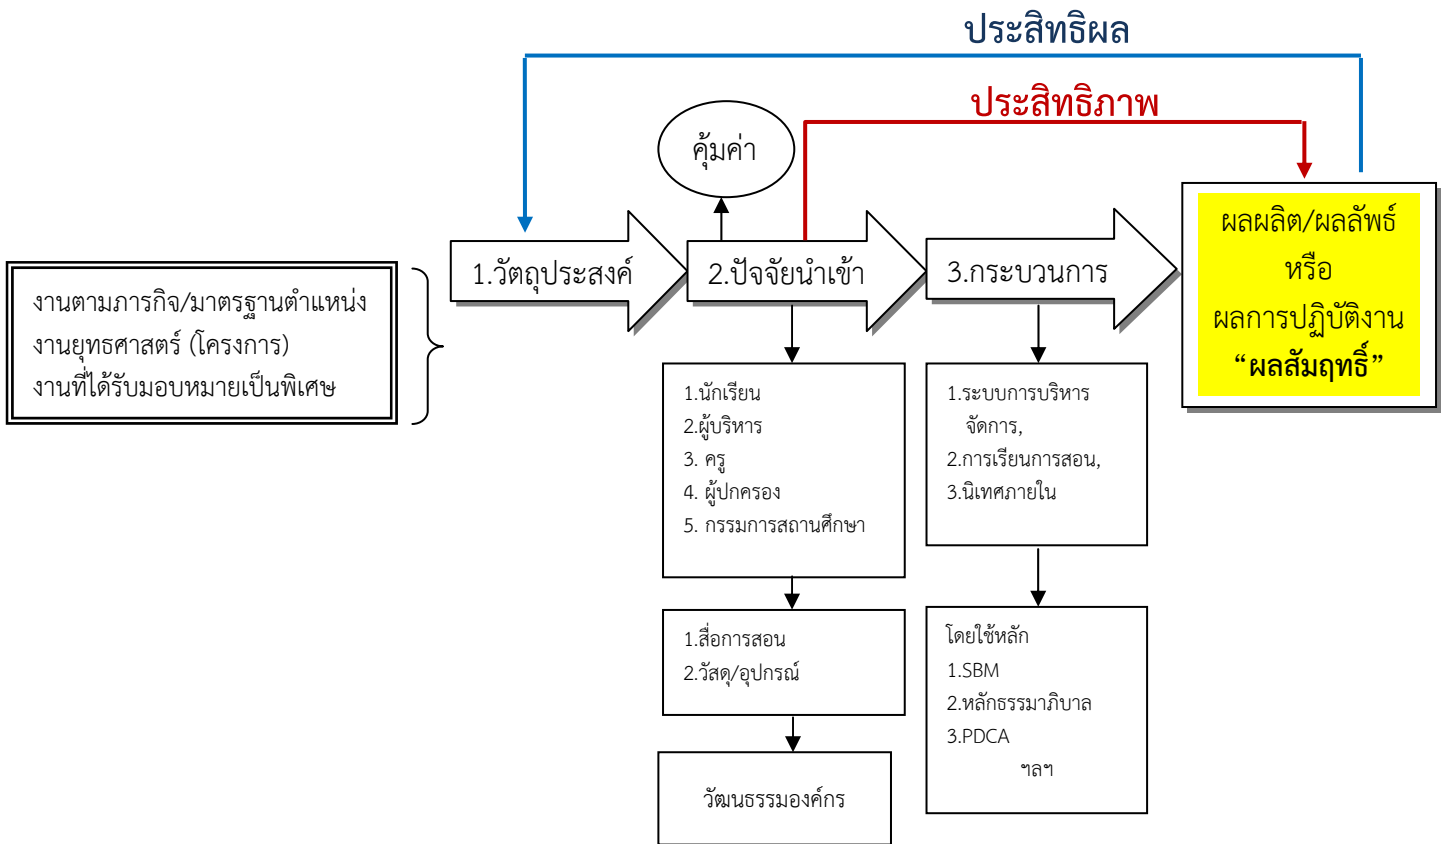 ประสิทธิผล
ประสิทธิภาพ
คุ้มค่า
งานตามภารกิจ/มาตรฐานตำแหน่ง
งานยุทธศาสตร์ (โครงการ)
งานที่ได้รับมอบหมายเป็นพิเศษ
1.วัตถุประสงค์
2.ปัจจัยนำเข้า
3.กระบวนการ
ผลผลิต/ผลลัพธ์
หรือ
ผลการปฏิบัติงาน
“ผลสัมฤทธิ์”
1.นักเรียน
2.ผู้บริหาร
3. ครู
4. ผู้ปกครอง
5. กรรมการสถานศึกษา
1.สื่อการสอน
2.วัสดุ/อุปกรณ์
วัฒนธรรมองค์กร
1.ระบบการบริหาร
จัดการ,
2.การเรียนการสอน,
3.นิเทศภายใน
โดยใช้หลัก
1.SBM
2.หลักธรรมาภิบาล
3.PDCA
ฯลฯ